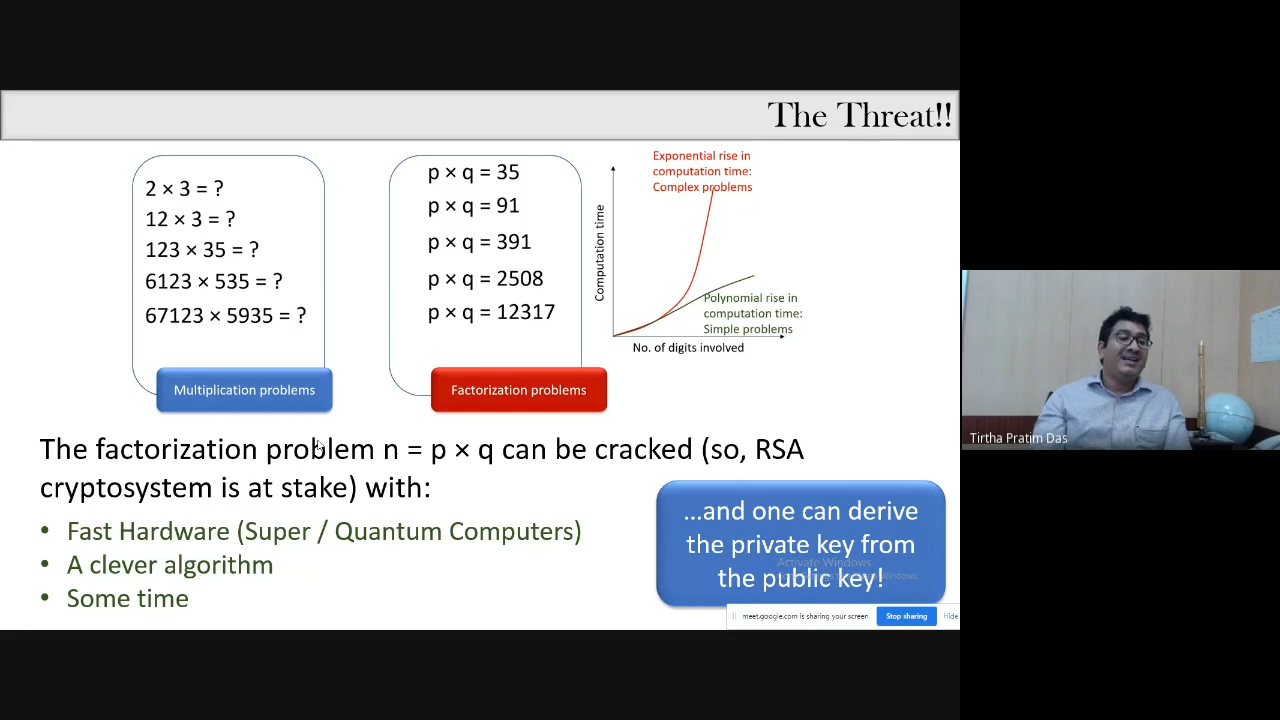 The Threat!!
2 × 3 = ?
12 × 3 = ?
123 × 35 = ?
6123 × 535 = ?
67123 × 5935 = ?
Multiplication problems
p × q = 35
p × q = 91
p × q = 391
p × q = 2508
p × q = 12317
Factorization problems
Exponential rise in
computation time:
Complex problems
Computation time
Polynomial rise in
computation time:
Simple problems
No. of digits involved
The factorization problem n = p × q can be cracked (so, RSA
cryptosystem is at stake) with:
• Fast Hardware (Super / Quantum Computers)
• A clever algorithm
• Some time
...and one can derive
the private key from
the public key!
Activate Windows
Windows.
meet.google.com is sharing your screen.
Stop sharing
Hide
Tirtha Pratim Das